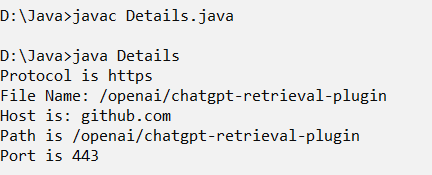 D:\Java>javac Details.java
D:\Java>java Details
Protocol is https
File Name: /openai/chatgpt-retrieval-plugin
Host is: github.com
Path is /openai/chatgpt-retrieval-plugin
Port is 443